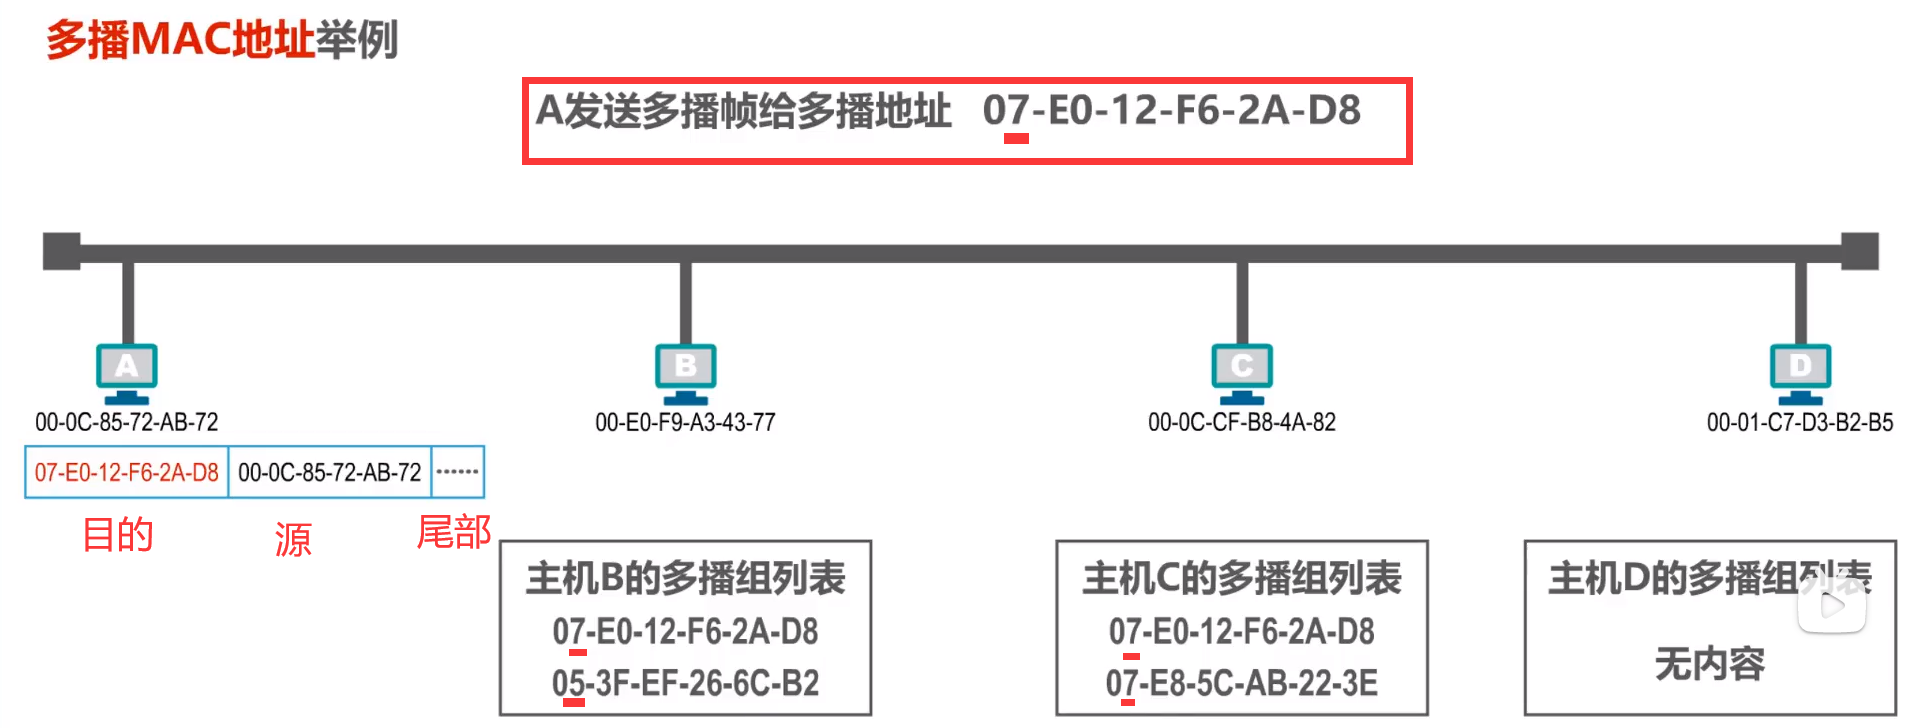 多播MAC地址举例
A发送多播帧给多播地址 07-E0-12-F6-2A-D8
A
B
C
D
00-0C-85-72-AB-72
00-E0-F9-A3-43-77
00-0C-CF-B8-4A-82
00-01-C7-D3-B2-B5
07-E0-12-F6-2A-D8 00-0C-85-72-AB-72 ······
目的 源 尾部
主机B的多播组列表
07-E0-12-F6-2A-D8
05-3F-EF-26-6C-B2
主机C的多播组列表
07-E0-12-F6-2A-D8
07-E8-5C-AB-22-3E
主机D的多播组列表
无内容